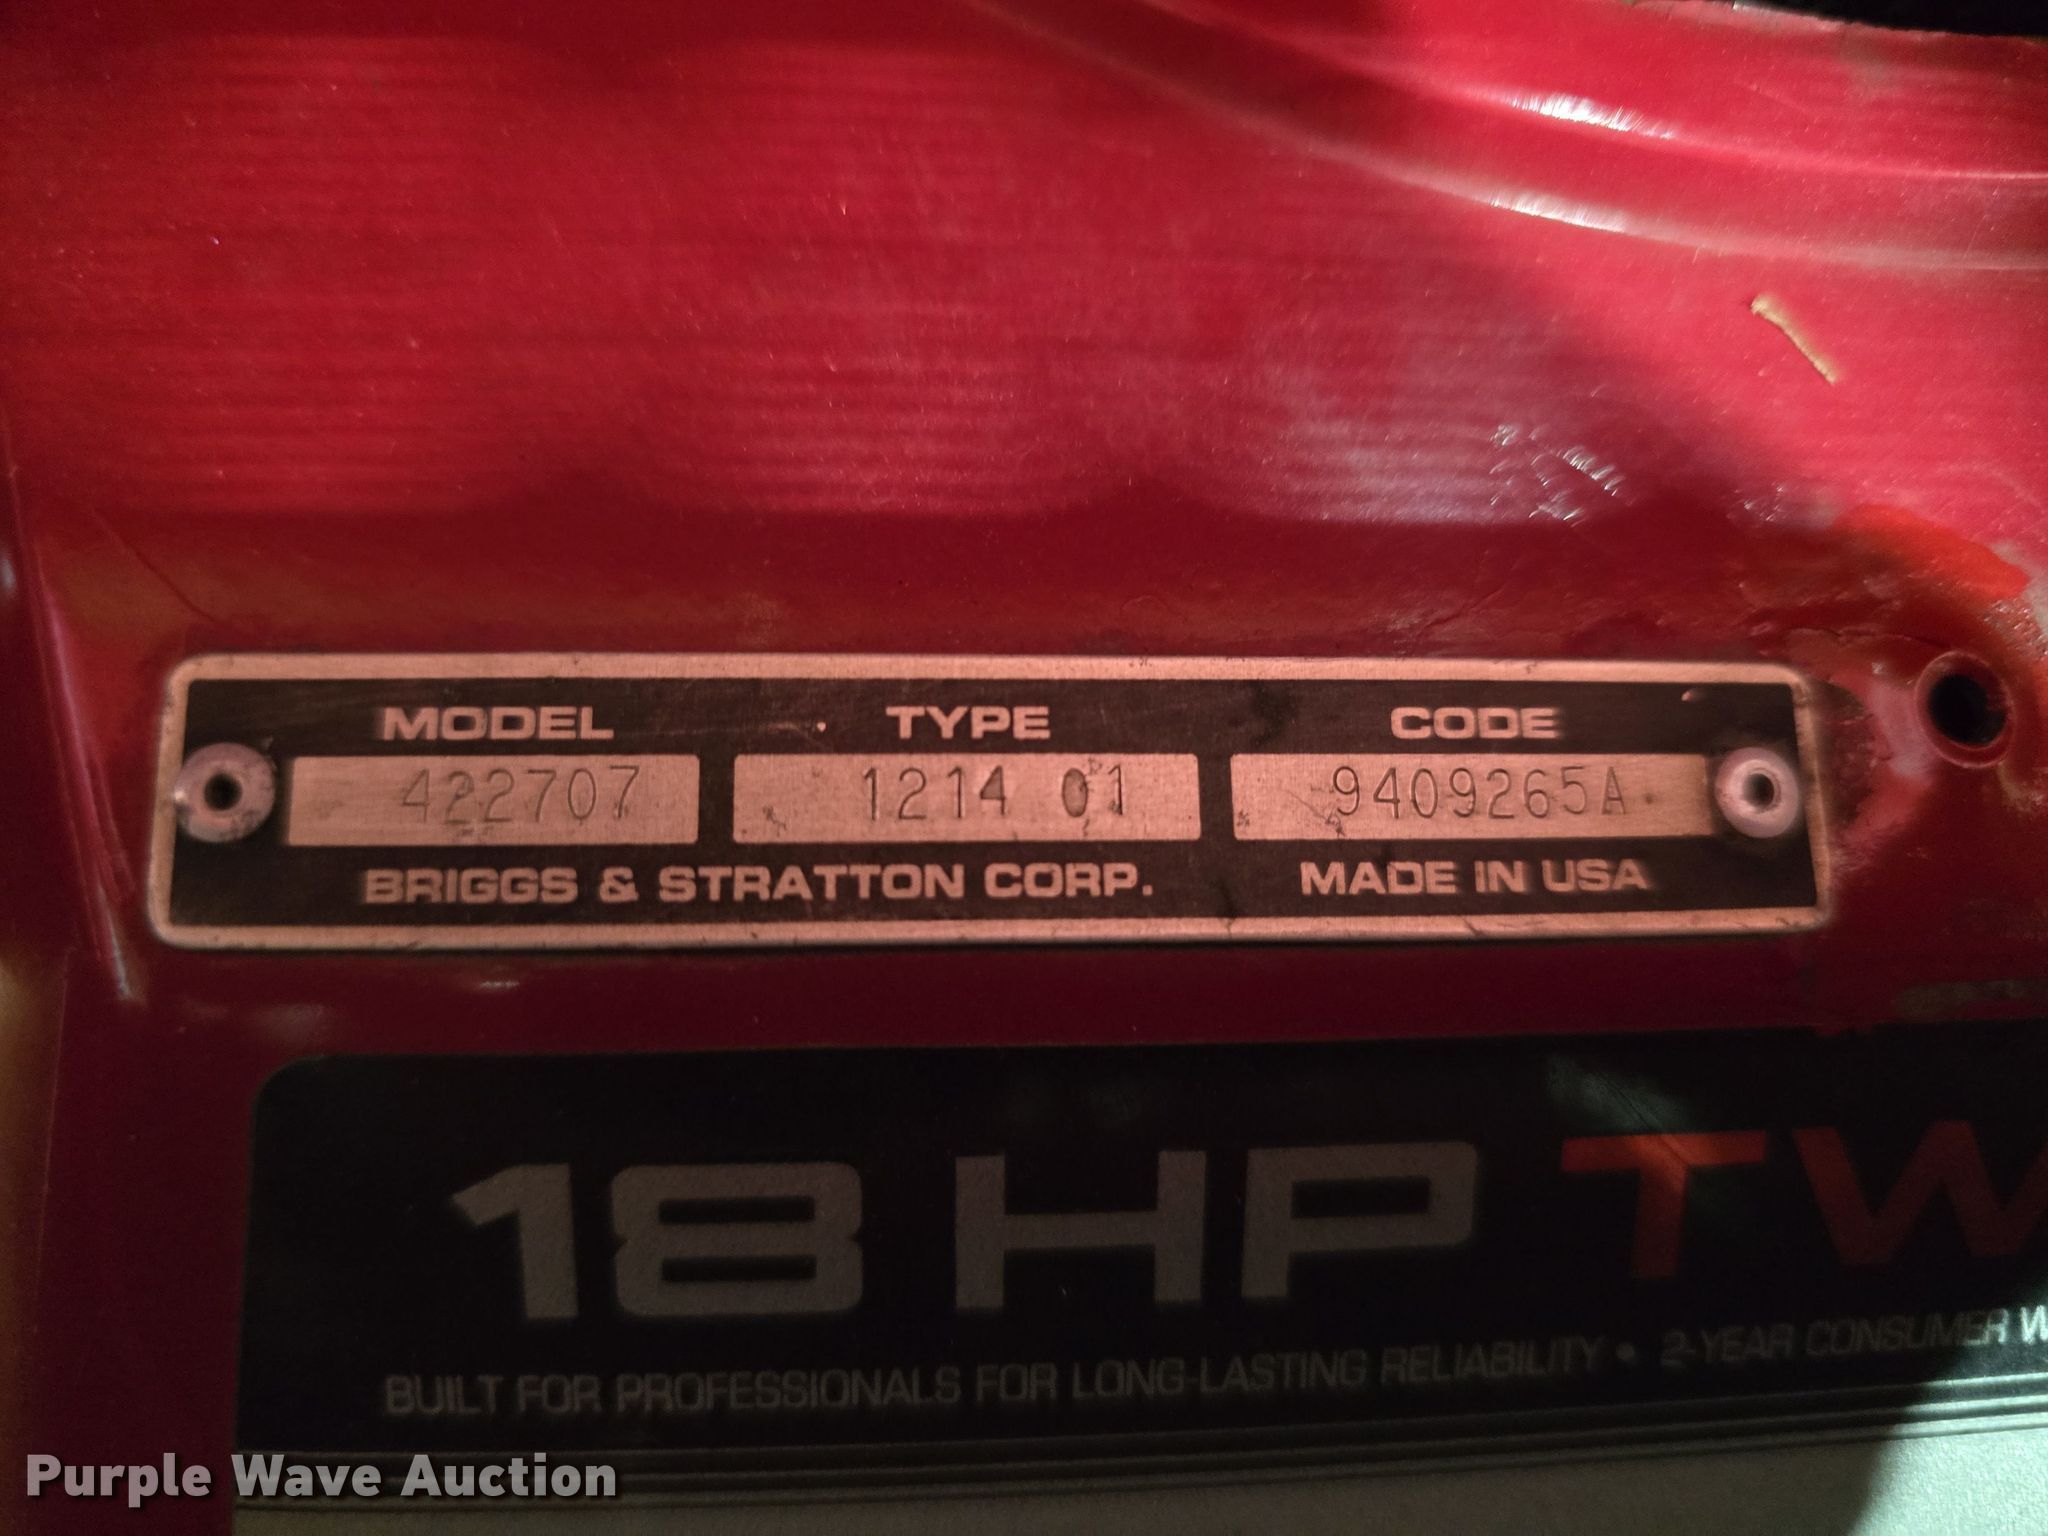 MODEL TYPE CODE
422707 1214 01 9409265A
BRIGGS & STRATTON CORP. MADE IN USA
18 HP TW
BUILT FOR PROFESSIONALS FOR LONG-LASTING RELIABILITY • 2-YEAR CONSUMER W
Purple Wave Auction